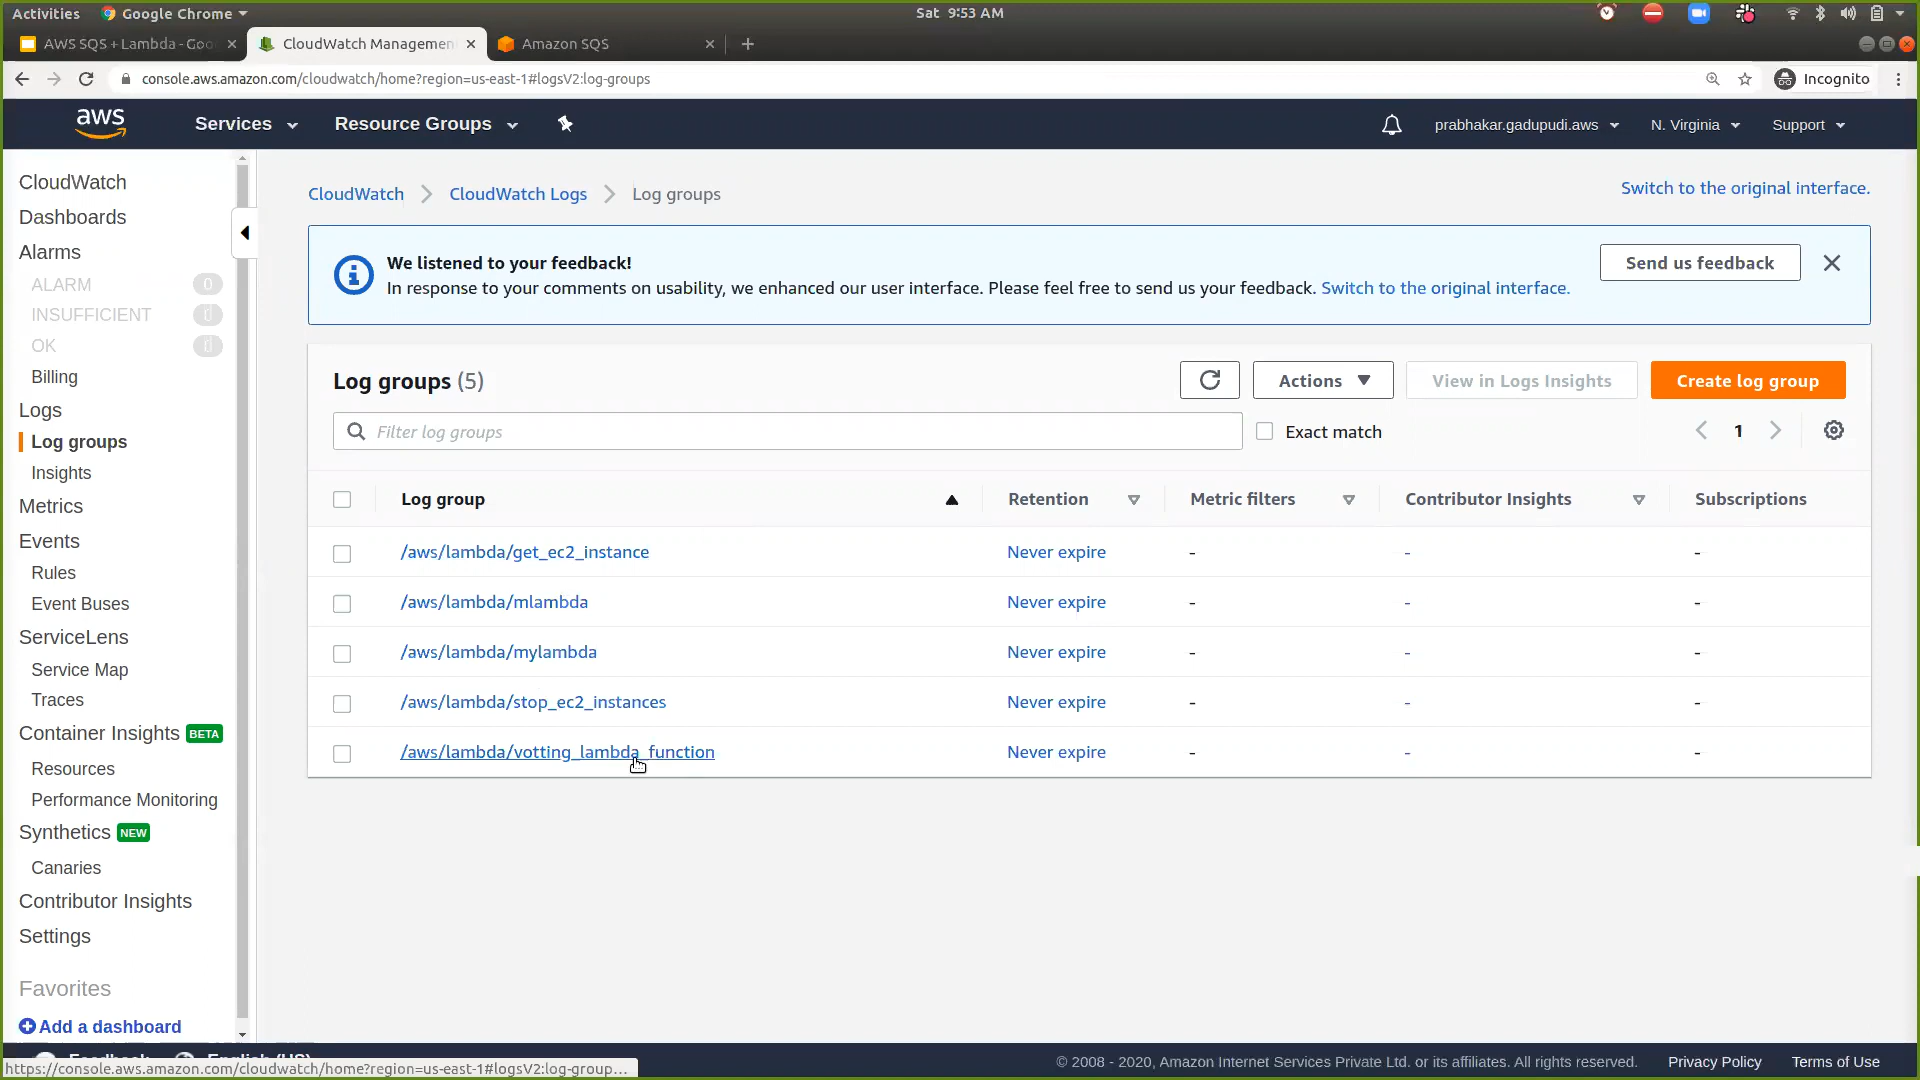 Activities Google Chrome Sat 9:53 AM
AWS SQS + Lambda - Goo CloudWatch Managemen Amazon SQS
console.aws.amazon.com/cloudwatch/home?region=us-east-1#logsV2:log-groups Incognito
aws Services Resource Groups prabhakar.gadupudi.aws N. Virginia Support
CloudWatch
Dashboards
Alarms
ALARM 0
INSUFFICIENT
OK
Billing
Logs
Log groups
Insights
Metrics
Events
Rules
Event Buses
ServiceLens
Service Map
Traces
Container Insights BETA
Resources
Performance Monitoring
Synthetics NEW
Canaries
Contributor Insights
Settings
Favorites
Add a dashboard
CloudWatch CloudWatch Logs Log groups
Switch to the original interface.
We listened to your feedback!
In response to your comments on usability, we enhanced our user interface. Please feel free to send us your feedback. Switch to the original interface.
Send us feedback
Log groups (5)
Actions View in Logs Insights Create log group
Filter log groups Exact match 1
Log group Retention Metric filters Contributor Insights Subscriptions
/aws/lambda/get_ec2_instance Never expire - - -
/aws/lambda/mlambda Never expire - - -
/aws/lambda/mylambda Never expire - - -
/aws/lambda/stop_ec2_instances Never expire - - -
/aws/lambda/votting_lambda_function Never expire - - -
Feedback English (US)
https://console.aws.amazon.com/cloudwatch/home?region=us-east-1#logsV2:log-group...
© 2008 - 2020, Amazon Internet Services Private Ltd. or its affiliates. All rights reserved. Privacy Policy Terms of Use